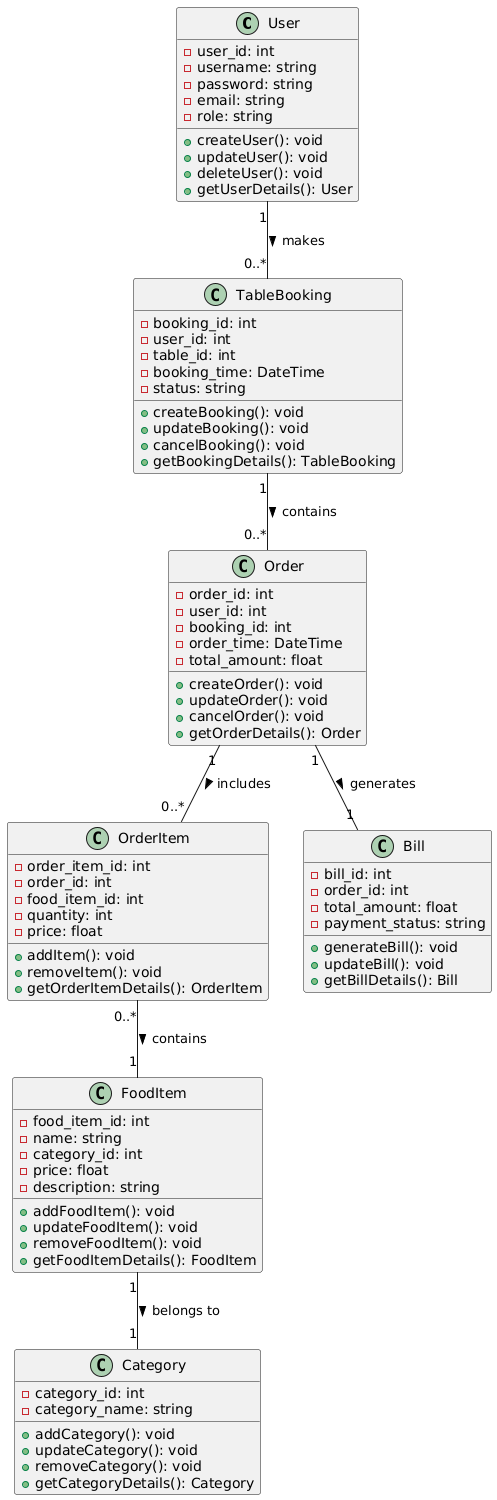 C User
user_id: int
username: string
password: string
email: string
role: string
createUser(): void
updateUser(): void
deleteUser(): void
getUserDetails(): User
1
makes
0..*
C TableBooking
booking_id: int
user_id: int
table_id: int
booking_time: DateTime
status: string
createBooking(): void
updateBooking(): void
cancelBooking(): void
getBookingDetails(): TableBooking
1
contains
0..*
C Order
order_id: int
user_id: int
booking_id: int
order_time: DateTime
total_amount: float
createOrder(): void
updateOrder(): void
cancelOrder(): void
getOrderDetails(): Order
1
includes
0..*
1
generates
1
C OrderItem
order_item_id: int
order_id: int
food_item_id: int
quantity: int
price: float
addItem(): void
removeItem(): void
getOrderItemDetails(): OrderItem
C Bill
bill_id: int
order_id: int
total_amount: float
payment_status: string
generateBill(): void
updateBill(): void
getBillDetails(): Bill
0..*
contains
1
C FoodItem
food_item_id: int
name: string
category_id: int
price: float
description: string
addFoodItem(): void
updateFoodItem(): void
removeFoodItem(): void
getFoodItemDetails(): FoodItem
1
belongs to
1
C Category
category_id: int
category_name: string
addCategory(): void
updateCategory(): void
removeCategory(): void
getCategoryDetails(): Category